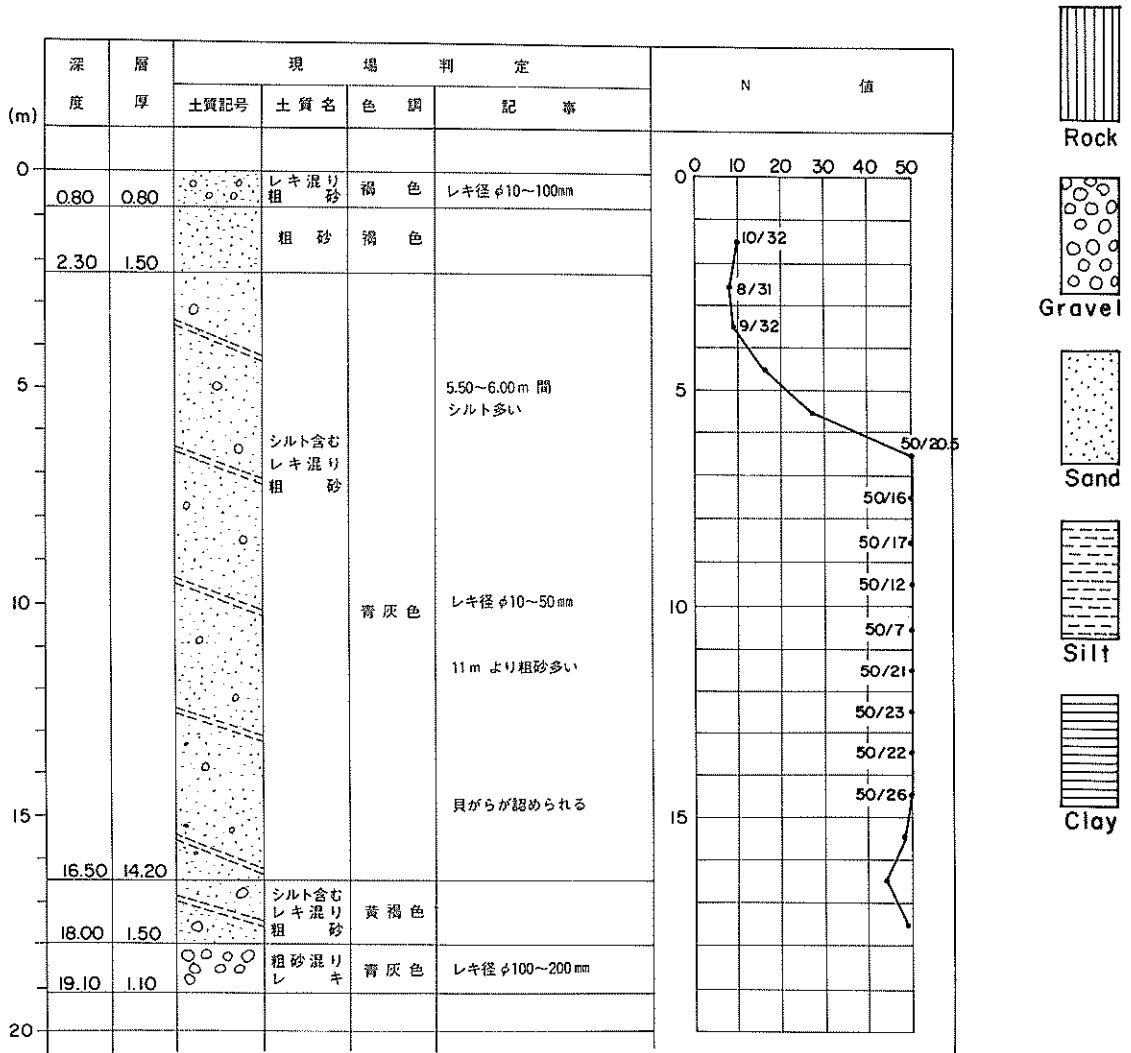 深 度
層 厚
現 場 判 定
N 値
土質記号
土 質 名
色 調
記 事
(m)
0
0.80
0.80
レキ混り
粗 砂
褐 色
レキ径 φ10～100mm
2.30
1.50
粗 砂
褐 色
5
5.50～6.00m 間
シルト多い
シルト含む
レキ混り
粗 砂
10
青 灰 色
レキ径 φ10～50mm
11m より粗砂多い
15
貝がらが認められる
16.50
14.20
シルト含む
レキ混り
粗 砂
黄 褐 色
18.00
1.50
粗砂混り
レ キ
青 灰 色
レキ径 φ100～200mm
19.10
1.10
20
0 10 20 30 40 50
0
10/32
8/31
9/32
5
50/20.5
50/16
50/17
50/12
10
50/7
50/21
50/23
50/22
50/26
15
Rock
Gravel
Sand
Silt
Clay